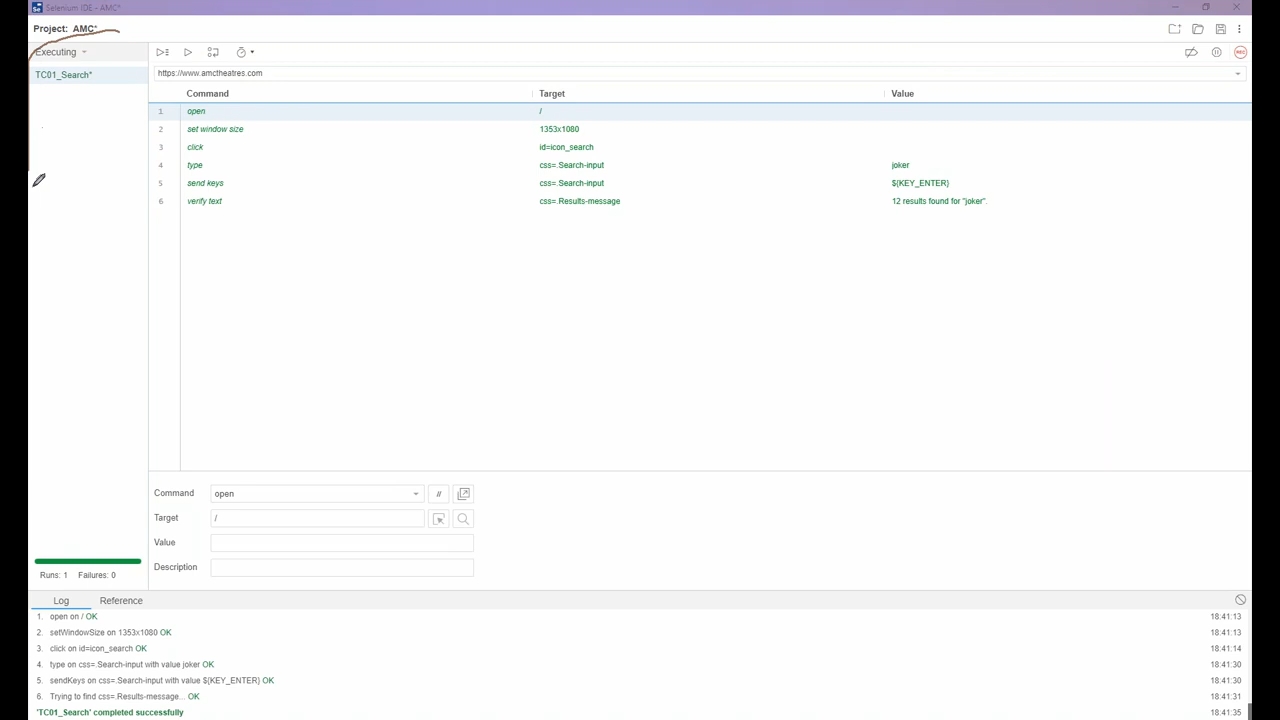 Selenium IDE - AMC*
Project: AMC*
Executing
TC01_Search*
https://www.amctheatres.com
Command Target Value
1 open /
2 set window size 1353x1080
3 click id=icon_search
4 type css=.Search-input joker
5 send keys css=.Search-input ${KEY_ENTER}
6 verify text css=.Results-message 12 results found for "joker".
Command open //
Target /
Value
Description
Runs: 1 Failures: 0
Log Reference
1. open on / OK 18:41:13
2. setWindowSize on 1353x1080 OK 18:41:13
3. click on id=icon_search OK 18:41:14
4. type on css=.Search-input with value joker OK 18:41:30
5. sendKeys on css=.Search-input with value ${KEY_ENTER} OK 18:41:30
6. Trying to find css=.Results-message... OK 18:41:31
'TC01_Search' completed successfully 18:41:35